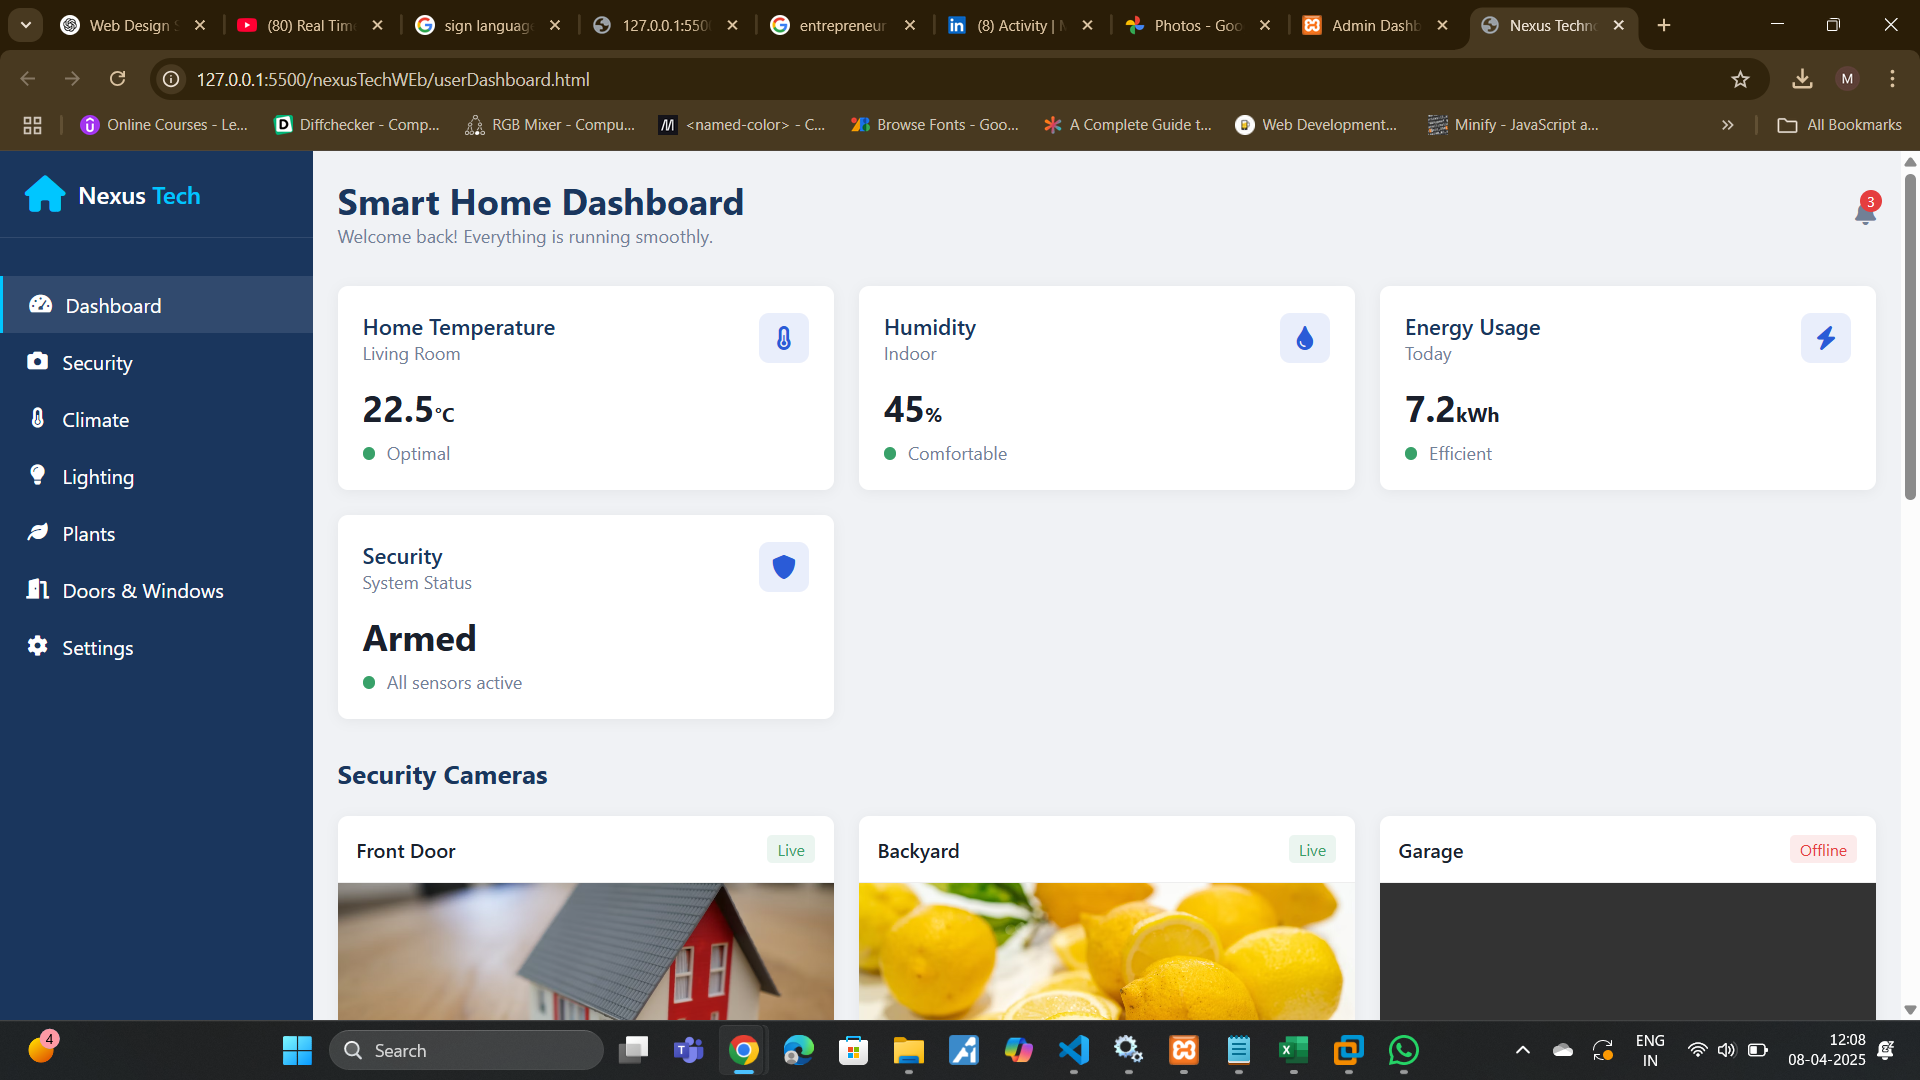 Web Design S
(80) Real Time
sign language
127.0.0.1:5500
entrepreneur
(8) Activity | M
Photos - Goo
Admin Dashb
Nexus Techno
127.0.0.1:5500/nexusTechWEb/userDashboard.html
M
Online Courses - Le...
Diffchecker - Comp...
RGB Mixer - Compu...
<named-color> - C...
Browse Fonts - Goo...
A Complete Guide t...
Web Development...
Minify - JavaScript a...
All Bookmarks
Nexus Tech
Dashboard
Security
Climate
Lighting
Plants
Doors & Windows
Settings
Smart Home Dashboard
Welcome back! Everything is running smoothly.
3
Home Temperature
Living Room
22.5°C
Optimal
Humidity
Indoor
45%
Comfortable
Energy Usage
Today
7.2kWh
Efficient
Security
System Status
Armed
All sensors active
Security Cameras
Front Door
Live
Backyard
Live
Garage
Offline
4
Search
ENG
IN
12:08
08-04-2025